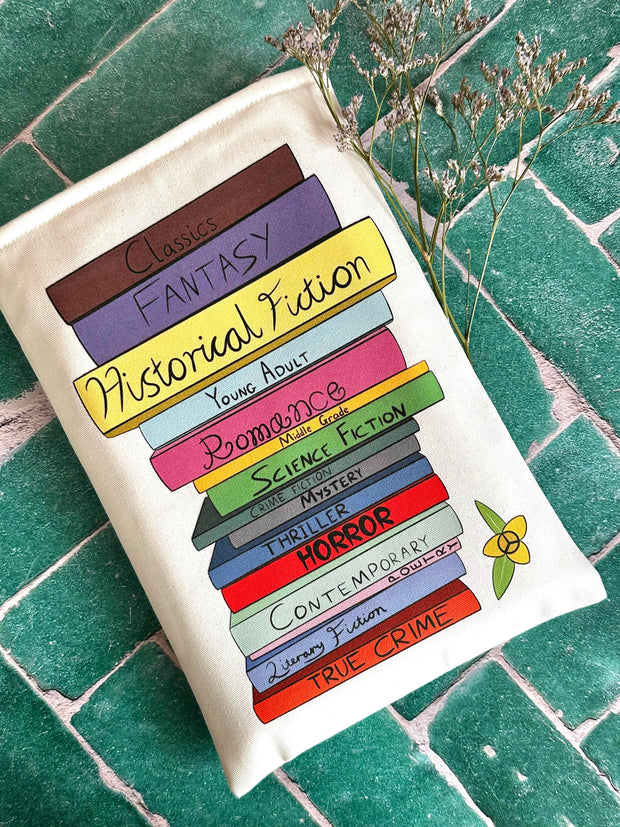 Classics
FANTASY
Historical Fiction
YOUNG ADULT
Romance
Middle Grade
SCIENCE FICTION
CRIME FICTION
MYSTERY
THRILLER
HORROR
CONTEMPORARY
POETRY
Literary Fiction
TRUE CRIME